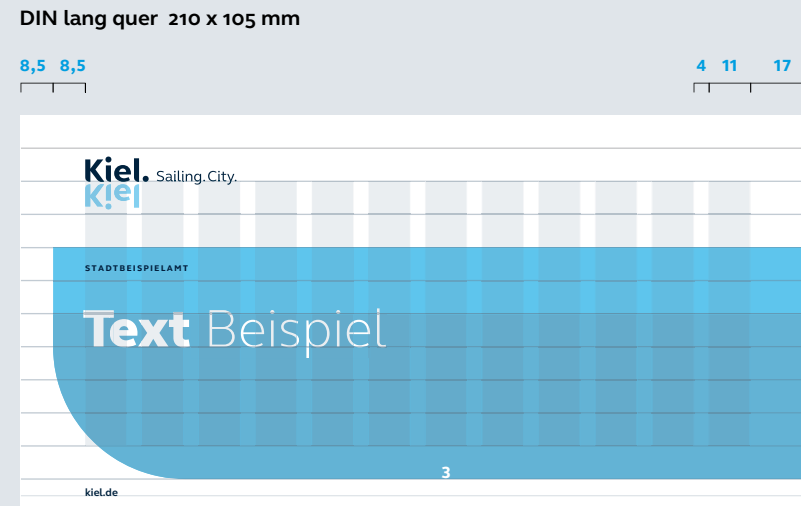 DIN lang quer 210 x 105 mm
8,5 8,5 4 11 17
Kiel. Sailing.City.
Kiel
STADTBEISPIELAMT
Text Beispiel
3
kiel.de